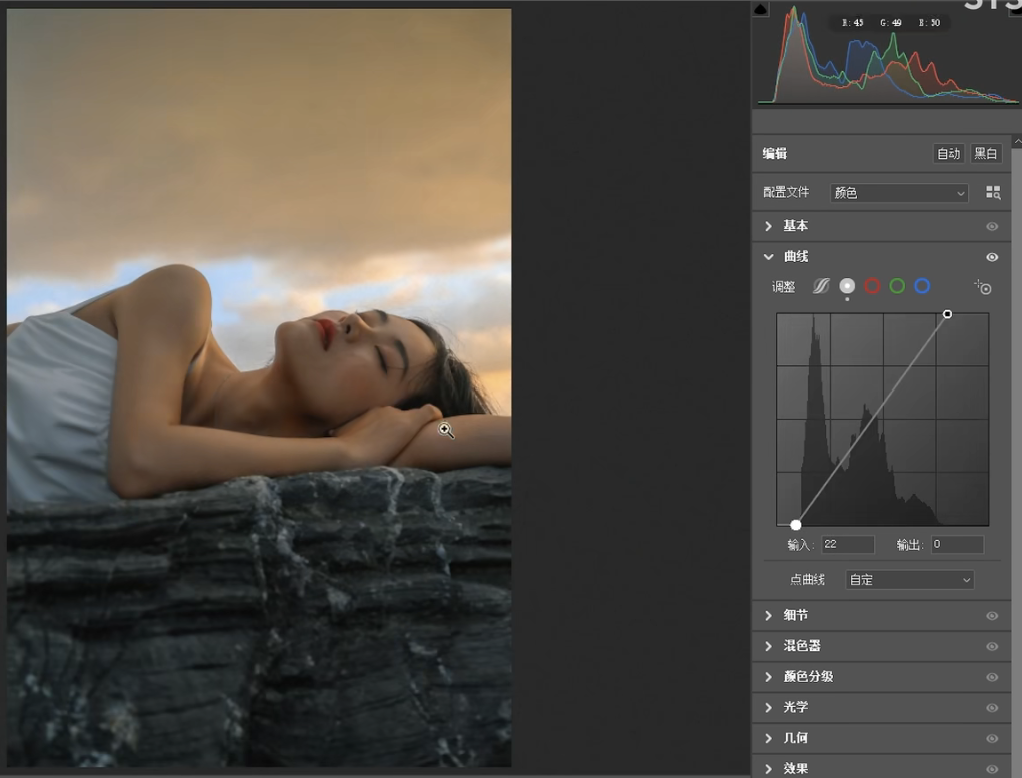 R: 45 G: 49 B: 50
编辑 自动 黑白
配置文件 颜色
基本
曲线
调整
输入: 22 输出: 0
点曲线 自定
细节
混色器
颜色分级
光学
几何
效果